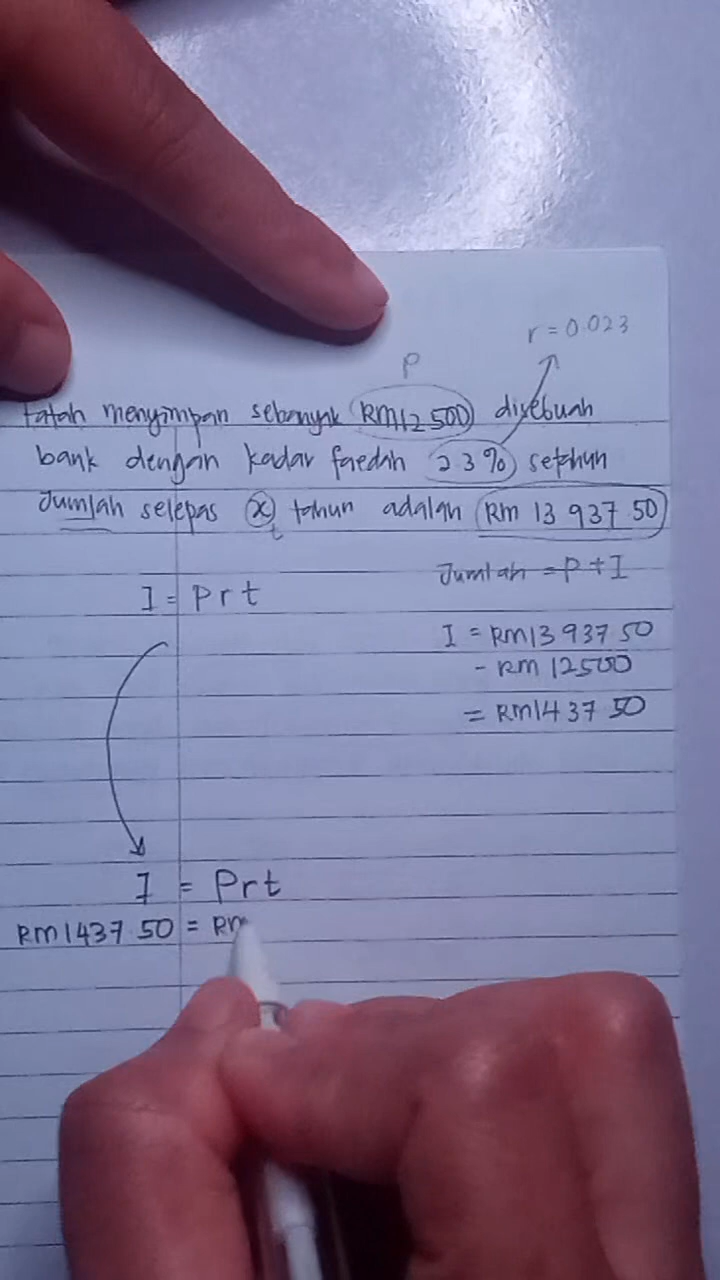 r = 0.023
P
Fatah menyimpan sebanyak RM12 500 disebuah
bank dengan kadar faedah 2.3% setahun
Jumlah selepas x tahun adalah RM 13 937.50
t
I = Prt
Jumlah = P + I
I = RM13 937.50
- RM 12500
= RM1437.50
I = Prt
RM1437.50 = RM